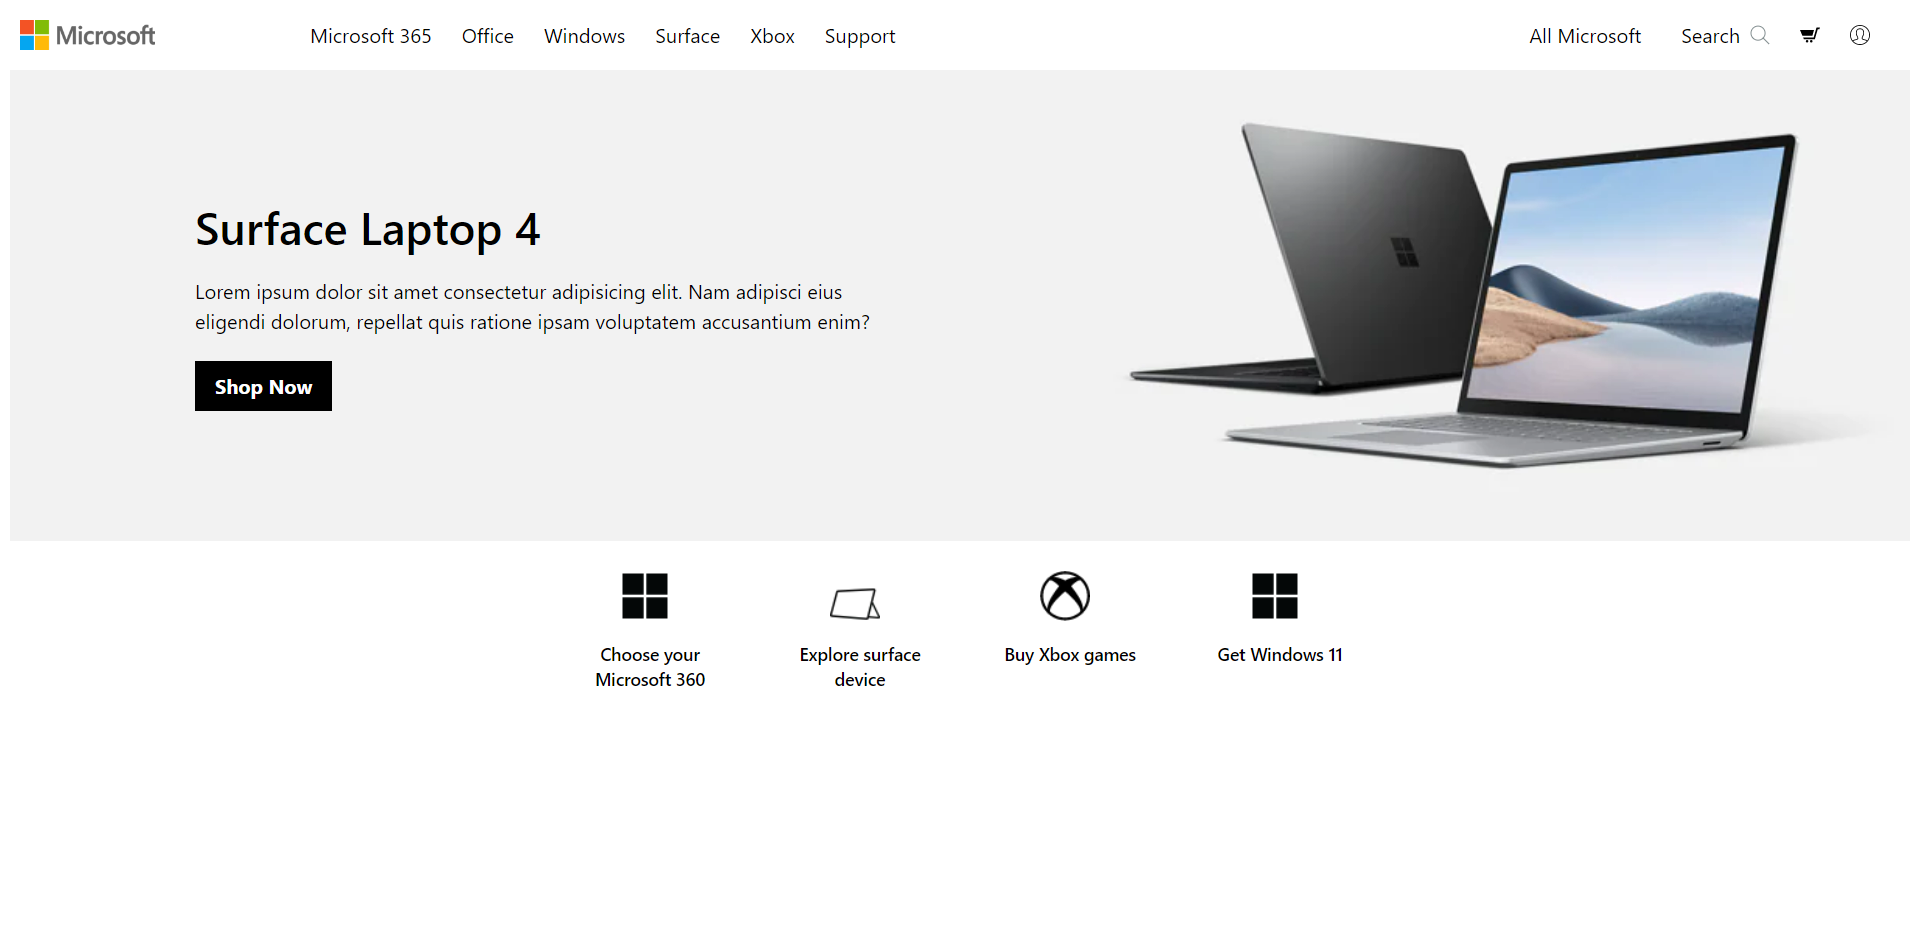 Microsoft
Microsoft 365 Office Windows Surface Xbox Support
All Microsoft Search
Surface Laptop 4
Lorem ipsum dolor sit amet consectetur adipisicing elit. Nam adipisci eius
eligendi dolorum, repellat quis ratione ipsam voluptatem accusantium enim?
Shop Now
Choose your
Microsoft 360
Explore surface
device
Buy Xbox games
Get Windows 11